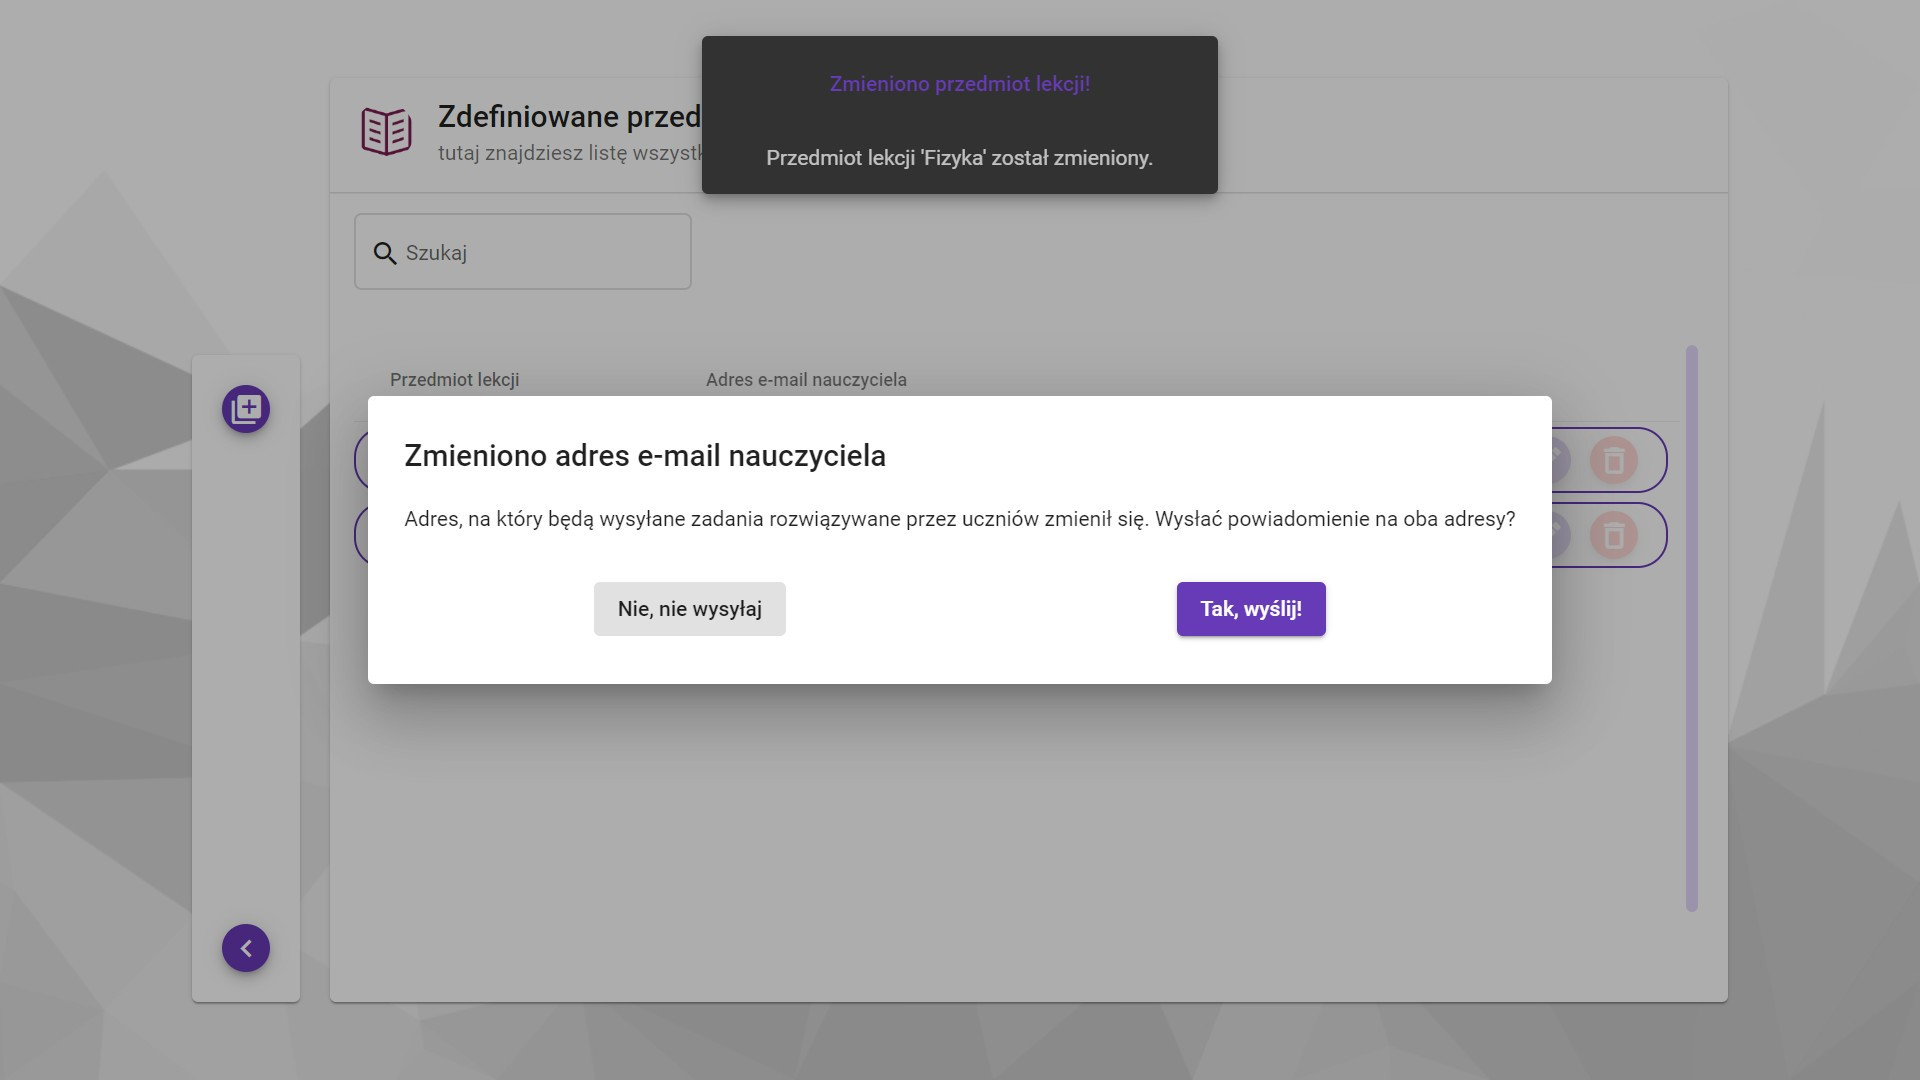 Zmieniono przedmiot lekcji!
Przedmiot lekcji 'Fizyka' został zmieniony.
Zdefiniowane
tutaj znajdziesz listę
Szukaj
Przedmiot lekcji Adres e-mail nauczyciela
Zmieniono adres e-mail nauczyciela
Adres, na który będą wysyłane zadania rozwiązywane przez uczniów zmienił się. Wysłać powiadomienie na oba adresy?
Nie, nie wysyłaj Tak, wyślij!